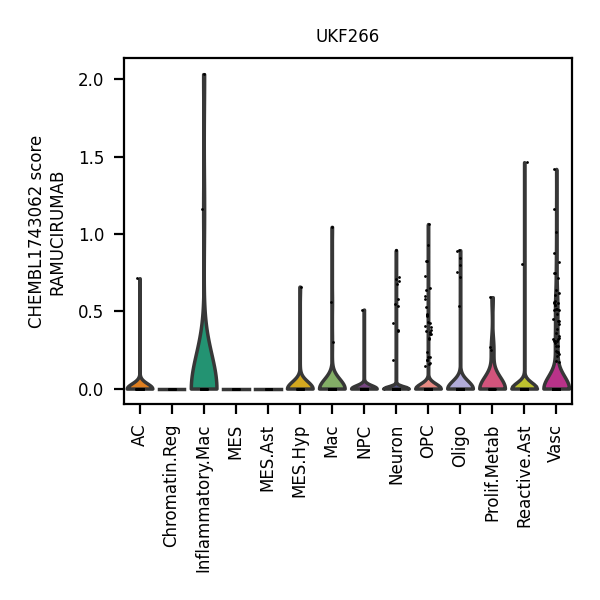 UKF266
CHEMBL1743062 score
RAMUCIRUMAB
2.0
1.5
1.0
0.5
0.0
AC
Chromatin.Reg
Inflammatory.Mac
MES
MES.Ast
MES.Hyp
Mac
NPC
Neuron
OPC
Oligo
Prolif.Metab
Reactive.Ast
Vasc